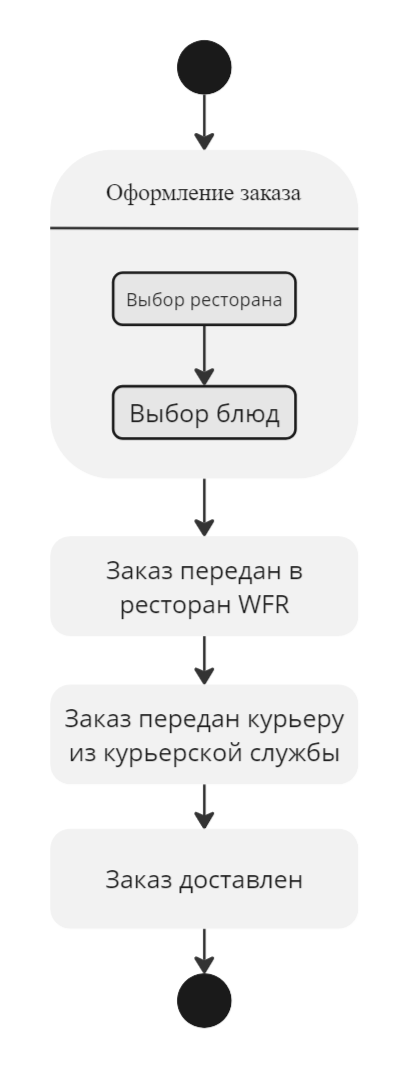 Оформление заказа
Выбор ресторана
Выбор блюд
Заказ передан в
ресторан WFR
Заказ передан курьеру
из курьерской службы
Заказ доставлен